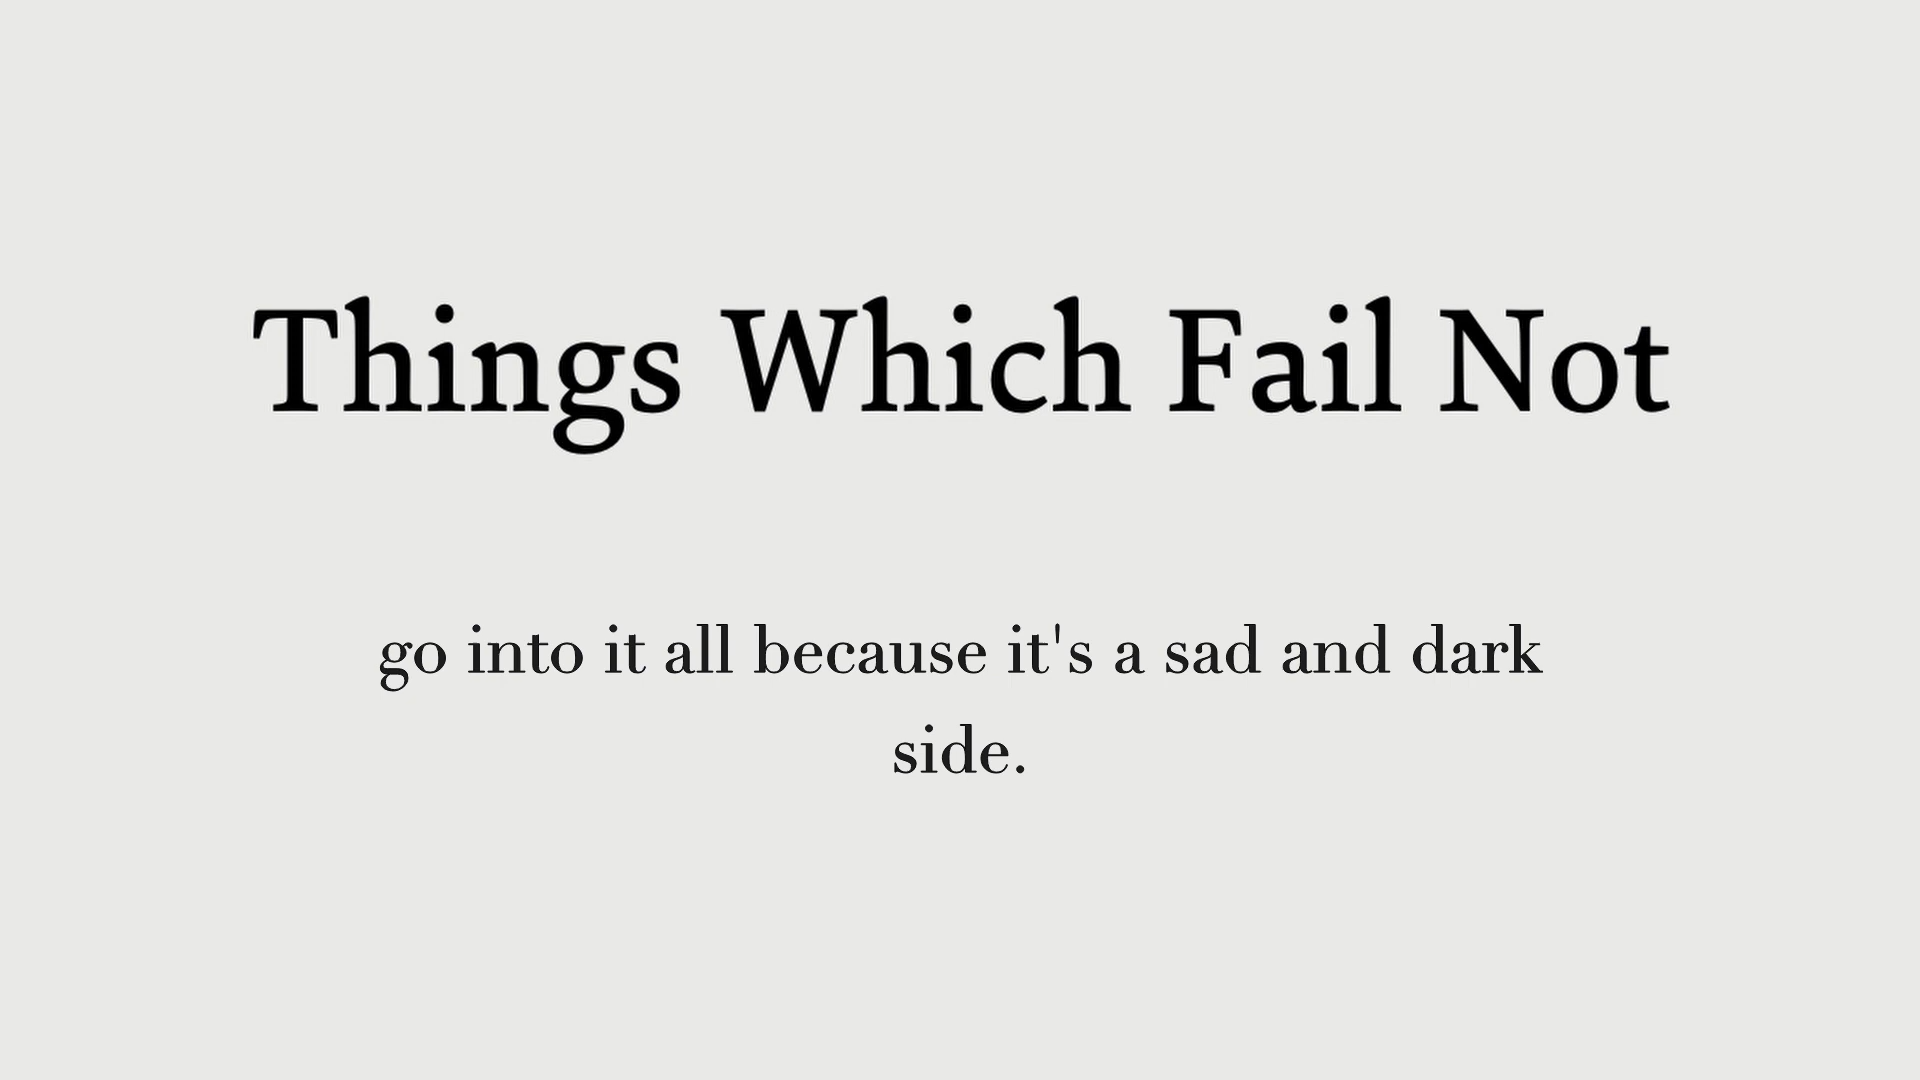 Things Which Fail Not
go into it all because it's a sad and dark
side.